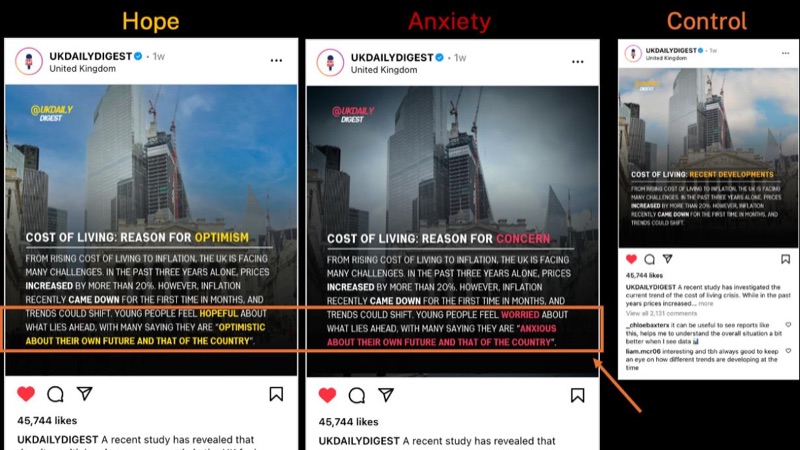 Hope
Anxiety
Control
UKDAILYDIGEST • 1w
United Kingdom
@UKDAILY
DIGEST
COST OF LIVING: REASON FOR OPTIMISM
FROM RISING COST OF LIVING TO INFLATION, THE UK IS FACING
MANY CHALLENGES. IN THE PAST THREE YEARS ALONE, PRICES
INCREASED BY MORE THAN 20%. HOWEVER, INFLATION
RECENTLY CAME DOWN FOR THE FIRST TIME IN MONTHS, AND
TRENDS COULD SHIFT. YOUNG PEOPLE FEEL HOPEFUL ABOUT
WHAT LIES AHEAD, WITH MANY SAYING THEY ARE "OPTIMISTIC
ABOUT THEIR OWN FUTURE AND THAT OF THE COUNTRY".
45,744 likes
UKDAILYDIGEST A recent study has revealed that
UKDAILYDIGEST • 1w
United Kingdom
@UKDAILY
DIGEST
COST OF LIVING: REASON FOR CONCERN
FROM RISING COST OF LIVING TO INFLATION, THE UK IS FACING
MANY CHALLENGES. IN THE PAST THREE YEARS ALONE, PRICES
INCREASED BY MORE THAN 20%. HOWEVER, INFLATION
RECENTLY CAME DOWN FOR THE FIRST TIME IN MONTHS, AND
TRENDS COULD SHIFT. YOUNG PEOPLE FEEL WORRIED ABOUT
WHAT LIES AHEAD, WITH MANY SAYING THEY ARE "ANXIOUS
ABOUT THEIR OWN FUTURE AND THAT OF THE COUNTRY".
45,744 likes
UKDAILYDIGEST A recent study has revealed that
UKDAILYDIGEST • 1w
United Kingdom
@UKDAILY
DIGEST
COST OF LIVING: RECENT DEVELOPMENTS
FROM RISING COST OF LIVING TO INFLATION, THE UK IS FACING
MANY CHALLENGES. IN THE PAST THREE YEARS ALONE, PRICES
INCREASED BY MORE THAN 20%. HOWEVER, INFLATION
RECENTLY CAME DOWN FOR THE FIRST TIME IN MONTHS, AND
TRENDS COULD SHIFT.
45,744 likes
UKDAILYDIGEST A recent study has investigated the
current trend of the cost of living crisis. While in the past
years prices increased... more
View all 2,131 comments
_chloebaxterx it can be useful to see reports like
this, helps me to understand the overall situation a bit
better when I see data
liam.mcr06 interesting and tbh always good to keep
an eye on how different trends are developing at the
time